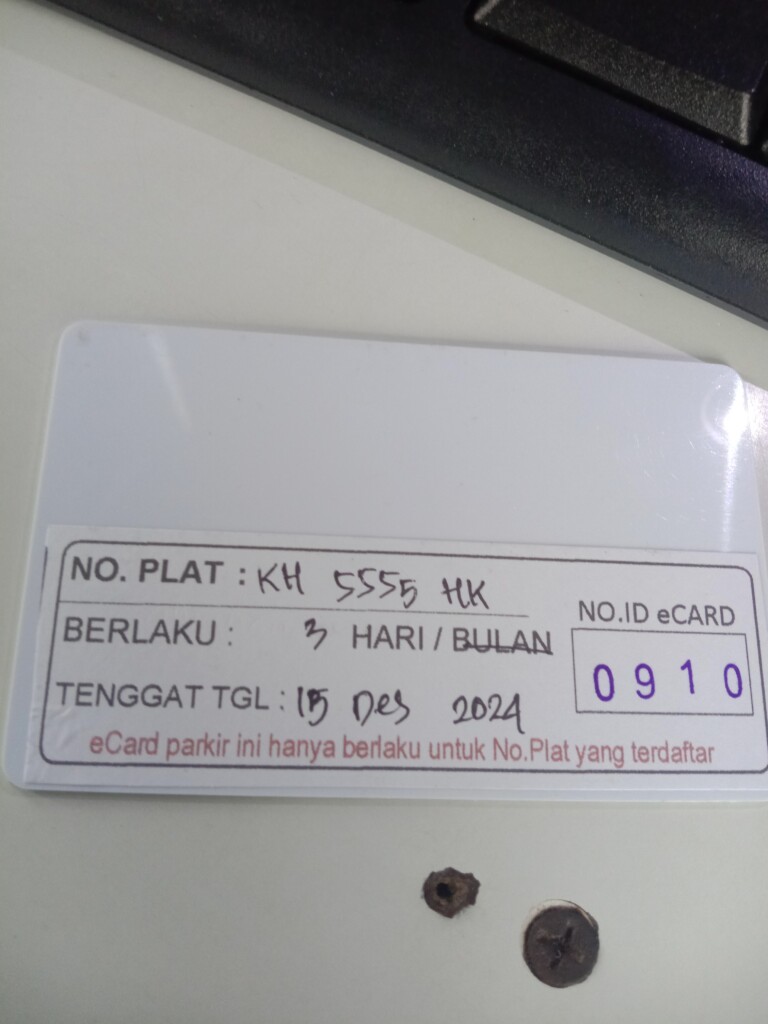 NO. PLAT : KH 5555 HK
BERLAKU : 3 HARI / BULAN
TENGGAT TGL : 15 Des 2024
NO.ID eCARD
0910
eCard parkir ini hanya berlaku untuk No.Plat yang terdaftar